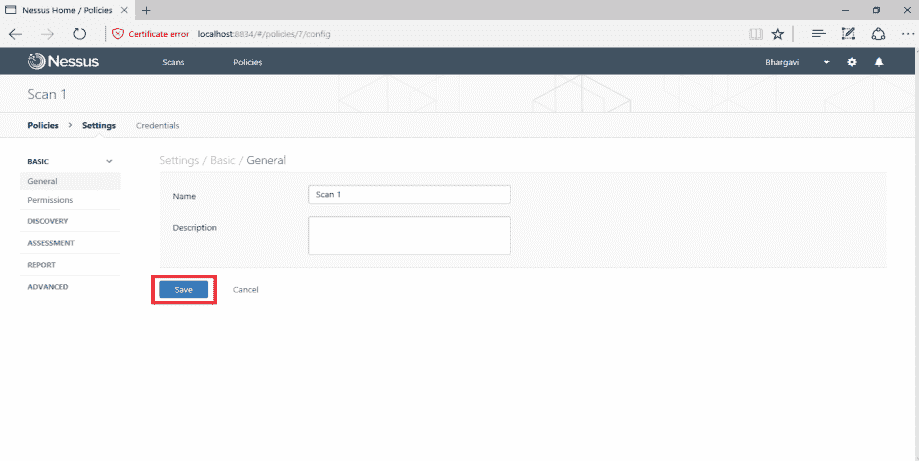 Nessus Home / Policies
Certificate error localhost:8834/#/policies/7/config
Nessus Scans Policies Bhargavi
Scan 1
Policies > Settings Credentials
BASIC
General
Permissions
DISCOVERY
ASSESSMENT
REPORT
ADVANCED
Settings / Basic / General
Name Scan 1
Description
Save Cancel